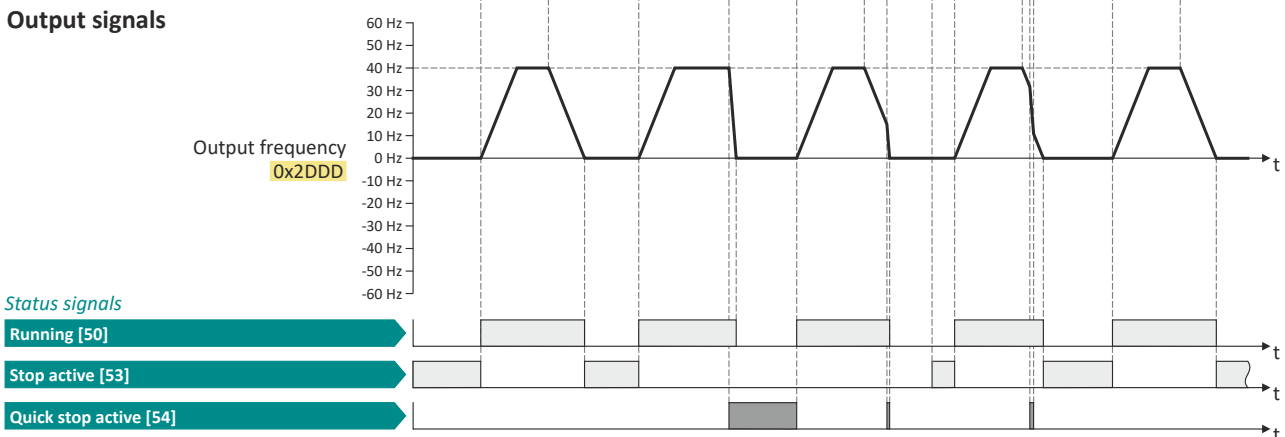 Output signals
60 Hz
50 Hz
40 Hz
30 Hz
20 Hz
10 Hz
Output frequency
0 Hz
t
0x2DDD
-10 Hz
-20 Hz
-30 Hz
-40 Hz
-50 Hz
-60 Hz
Status signals
Running [50]
t
Stop active [53]
t
Quick stop active [54]
t